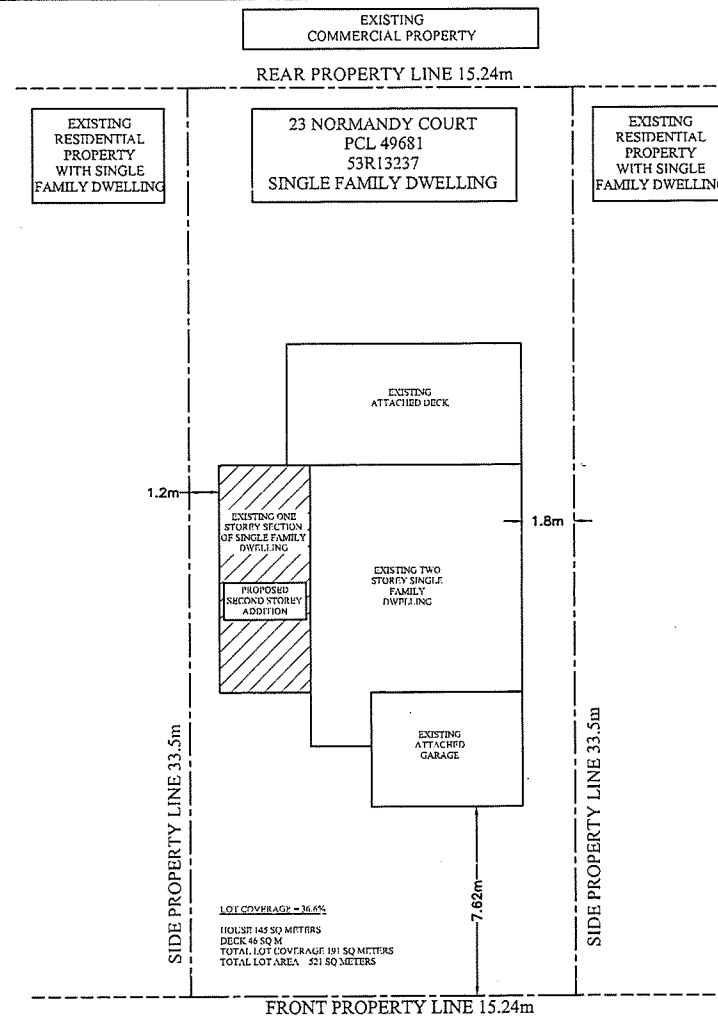 EXISTING
COMMERCIAL PROPERTY
REAR PROPERTY LINE 15.24m
EXISTING
RESIDENTIAL
PROPERTY
WITH SINGLE
FAMILY DWELLING
23 NORMANDY COURT
PCL 49681
53R13237
SINGLE FAMILY DWELLING
EXISTING
RESIDENTIAL
PROPERTY
WITH SINGLE
FAMILY DWELLING
EXISTING
ATTACHED DECK
1.2m
EXISTING ONE
STOREY SECTION
OF SINGLE FAMILY
DWELLING
PROPOSED
SECOND STOREY
ADDITION
EXISTING TWO
STOREY SINGLE
FAMILY
DWELLING
1.8m
EXISTING
ATTACHED
GARAGE
SIDE PROPERTY LINE 33.5m
SIDE PROPERTY LINE 33.5m
7.62m
LOT COVERAGE = 36.6%
HOUSE 145 SQ METERS
DECK 46 SQ M
TOTAL LOT COVERAGE 191 SQ METERS
TOTAL LOT AREA 521 SQ METERS
FRONT PROPERTY LINE 15.24m